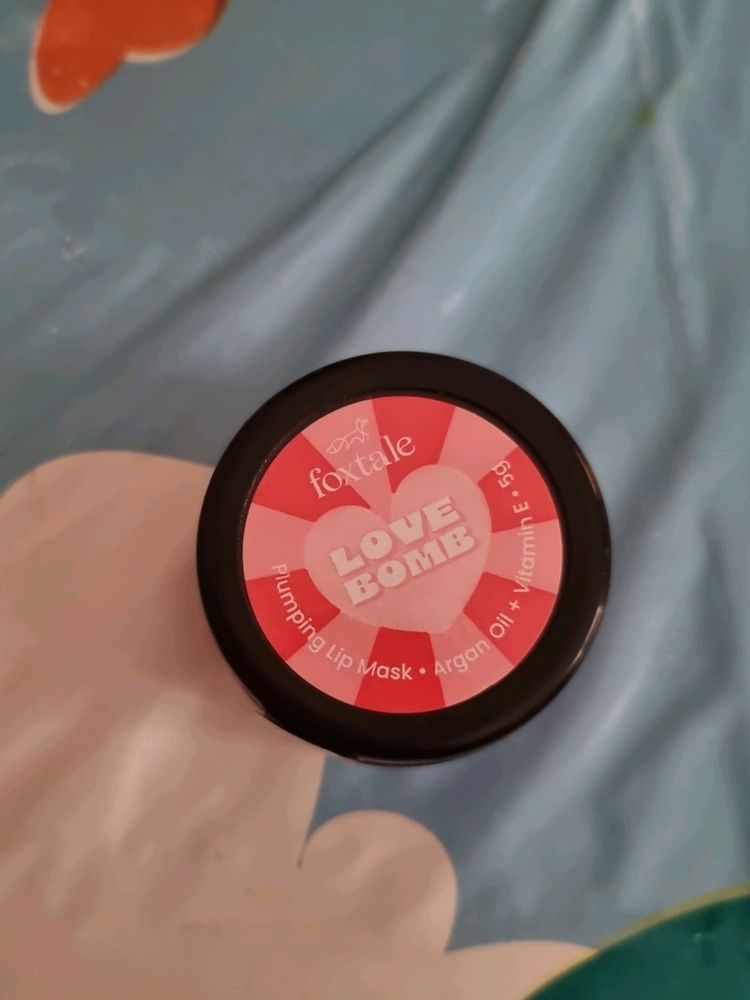 foxtale
LOVE
BOMB
Plumping Lip Mask • Argan Oil + Vitamin E • 5g